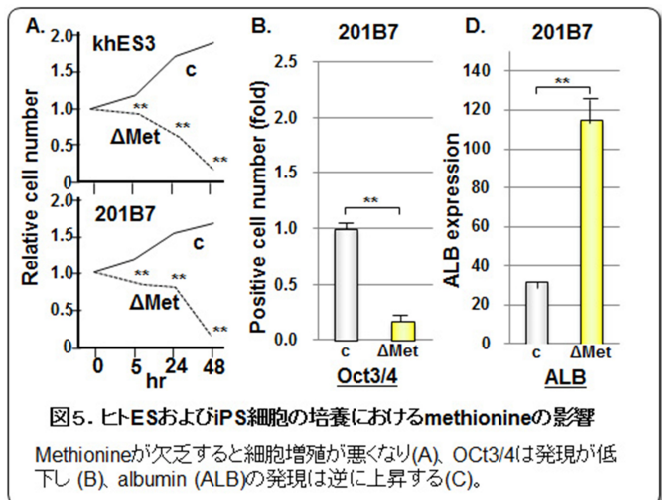 A.
khES3
Relative cell number
2.0
1.5
1.0
0.5
0
c
**
ΔMet
**
**
201B7
2.0
1.5
1.0
0.5
0
c
**
**
ΔMet
**
0
5
24
48
hr
B.
201B7
Positive cell number (fold)
2.5
2.0
1.5
1.0
0.5
0.0
**
c
ΔMet
Oct3/4
D.
201B7
ALB expression
140
120
100
80
60
40
20
0
**
c
ΔMet
ALB
図5. ヒトESおよびiPS細胞の培養におけるmethionineの影響
Methionineが欠乏すると細胞増殖が悪くなり(A)、OCt3/4は発現が低
下し (B)、albumin (ALB)の発現は逆に上昇する(C)。